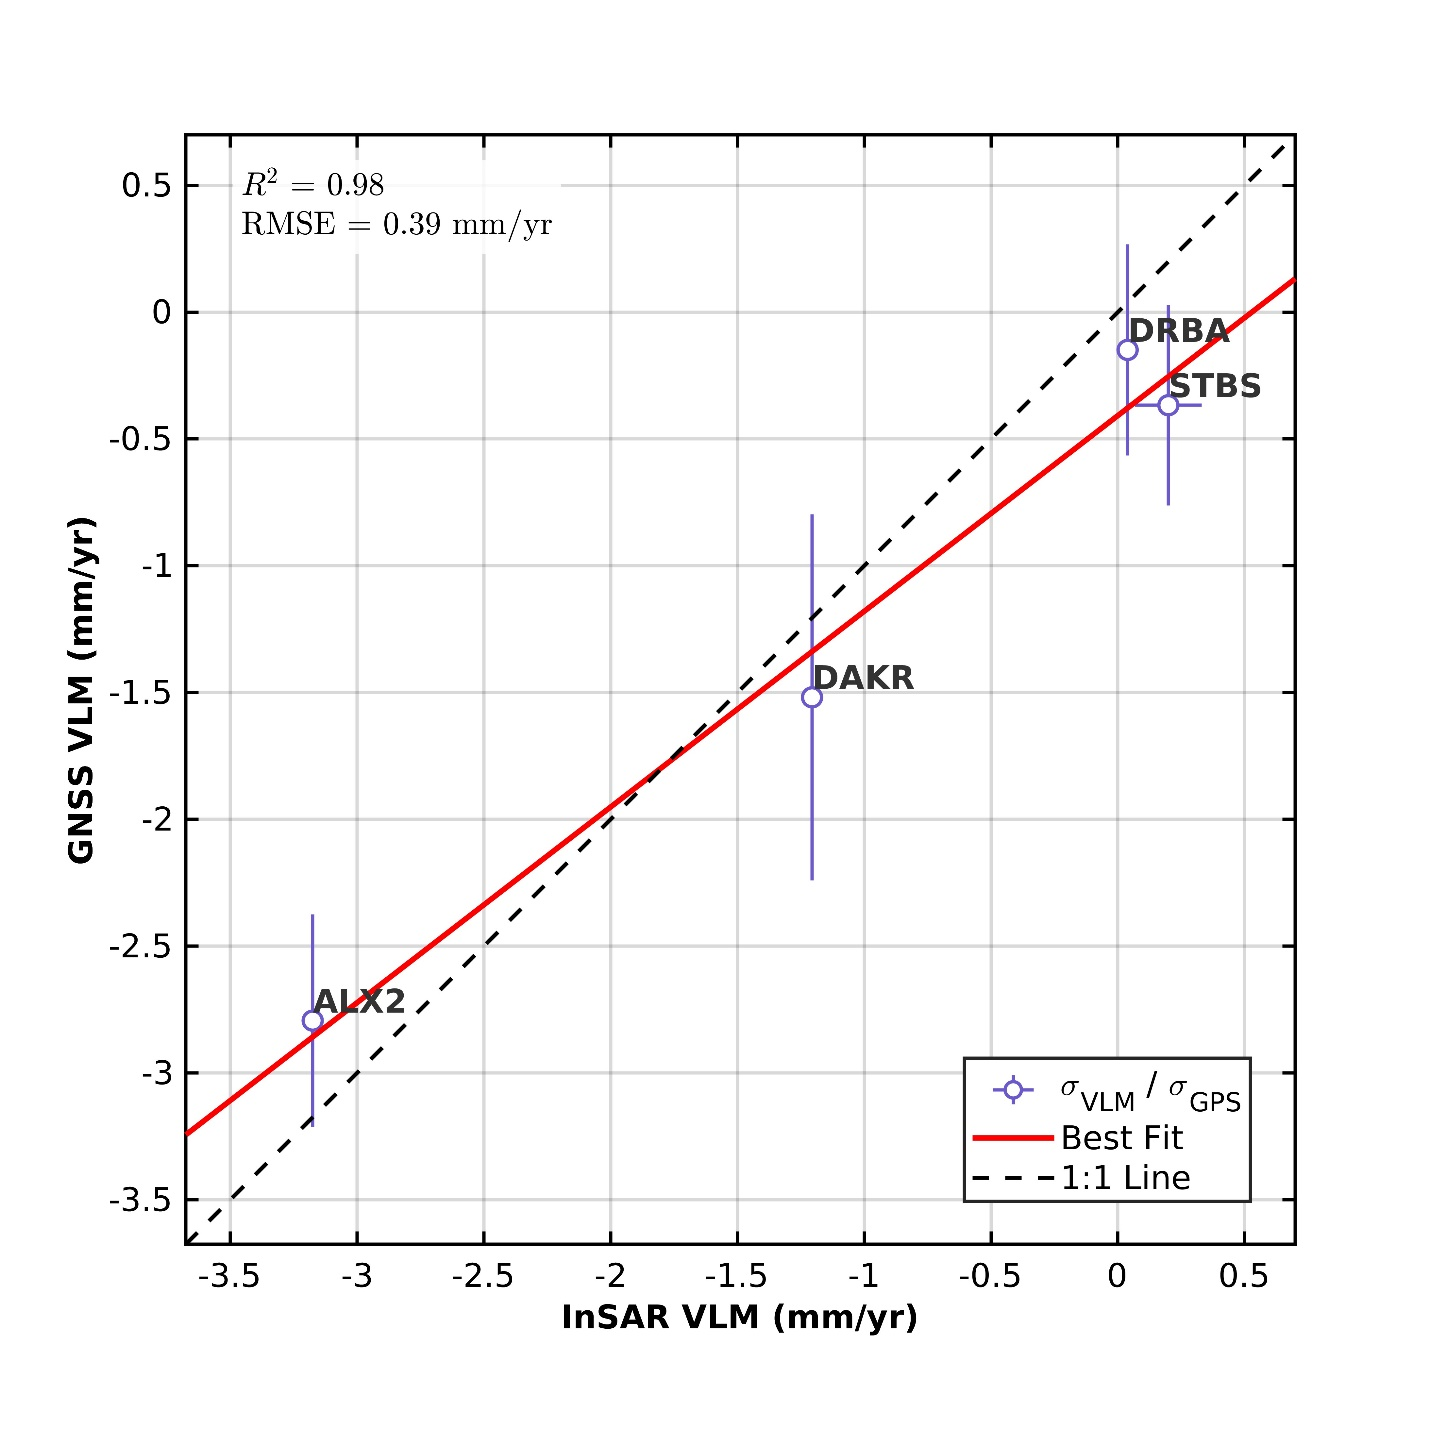 R² = 0.98
RMSE = 0.39 mm/yr
0.5
0
-0.5
-1
-1.5
-2
-2.5
-3
-3.5
GNSS VLM (mm/yr)
DRBA
STBS
DAKR
ALX2
σVLM / σGPS
Best Fit
1:1 Line
-3.5 -3 -2.5 -2 -1.5 -1 -0.5 0 0.5
InSAR VLM (mm/yr)